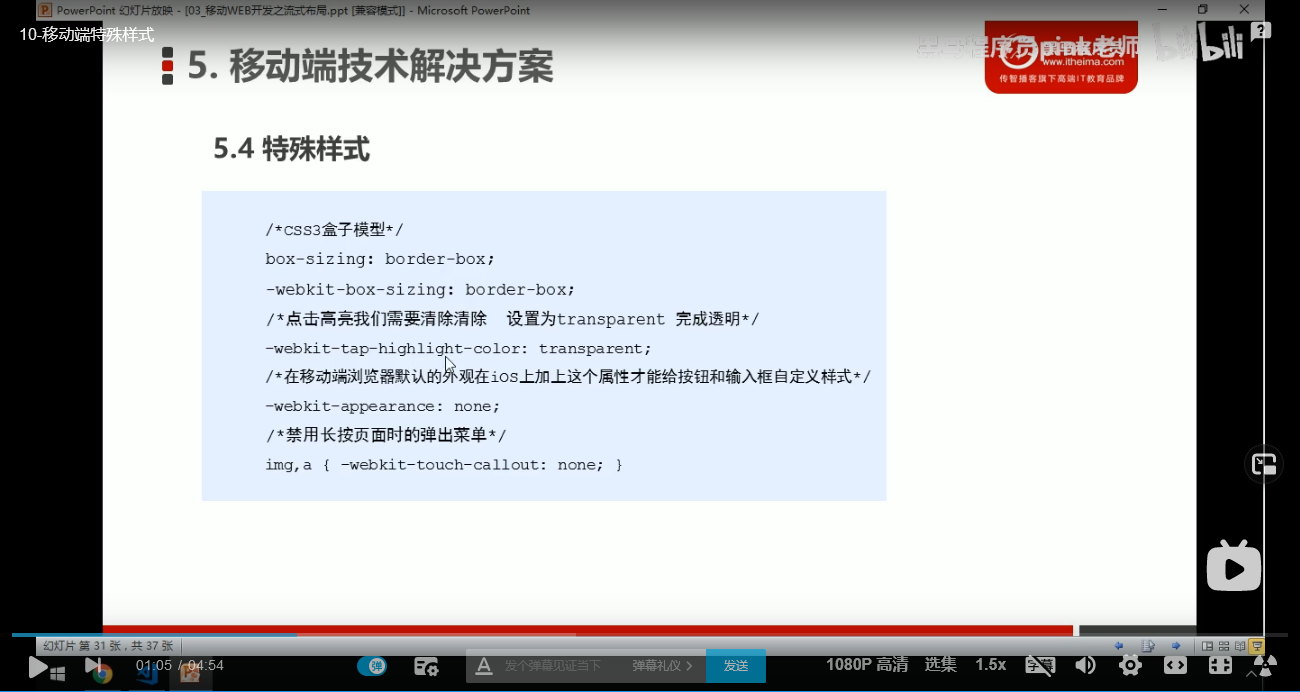 PowerPoint 幻灯片放映 - [03_移动WEB开发之流式布局.ppt [兼容模式]] - Microsoft PowerPoint
10-移动端特殊样式
5. 移动端技术解决方案
程序员pink老师
bilibili
www.itheima.com
传智播客旗下高端IT教育品牌
5.4 特殊样式
/*CSS3盒子模型*/
box-sizing: border-box;
-webkit-box-sizing: border-box;
/*点击高亮我们需要清除清除 设置为transparent 完成透明*/
-webkit-tap-highlight-color: transparent;
/*在移动端浏览器默认的外观在iOS上加上这个属性才能给按钮和输入框自定义样式*/
-webkit-appearance: none;
/*禁用长按页面时的弹出菜单*/
img,a { -webkit-touch-callout: none; }
幻灯片 第 31 张，共 37 张
01:05 / 04:54
弹
发个弹幕见证当下
弹幕礼仪 >
发送
1080P 高清
选集
1.5x
字幕